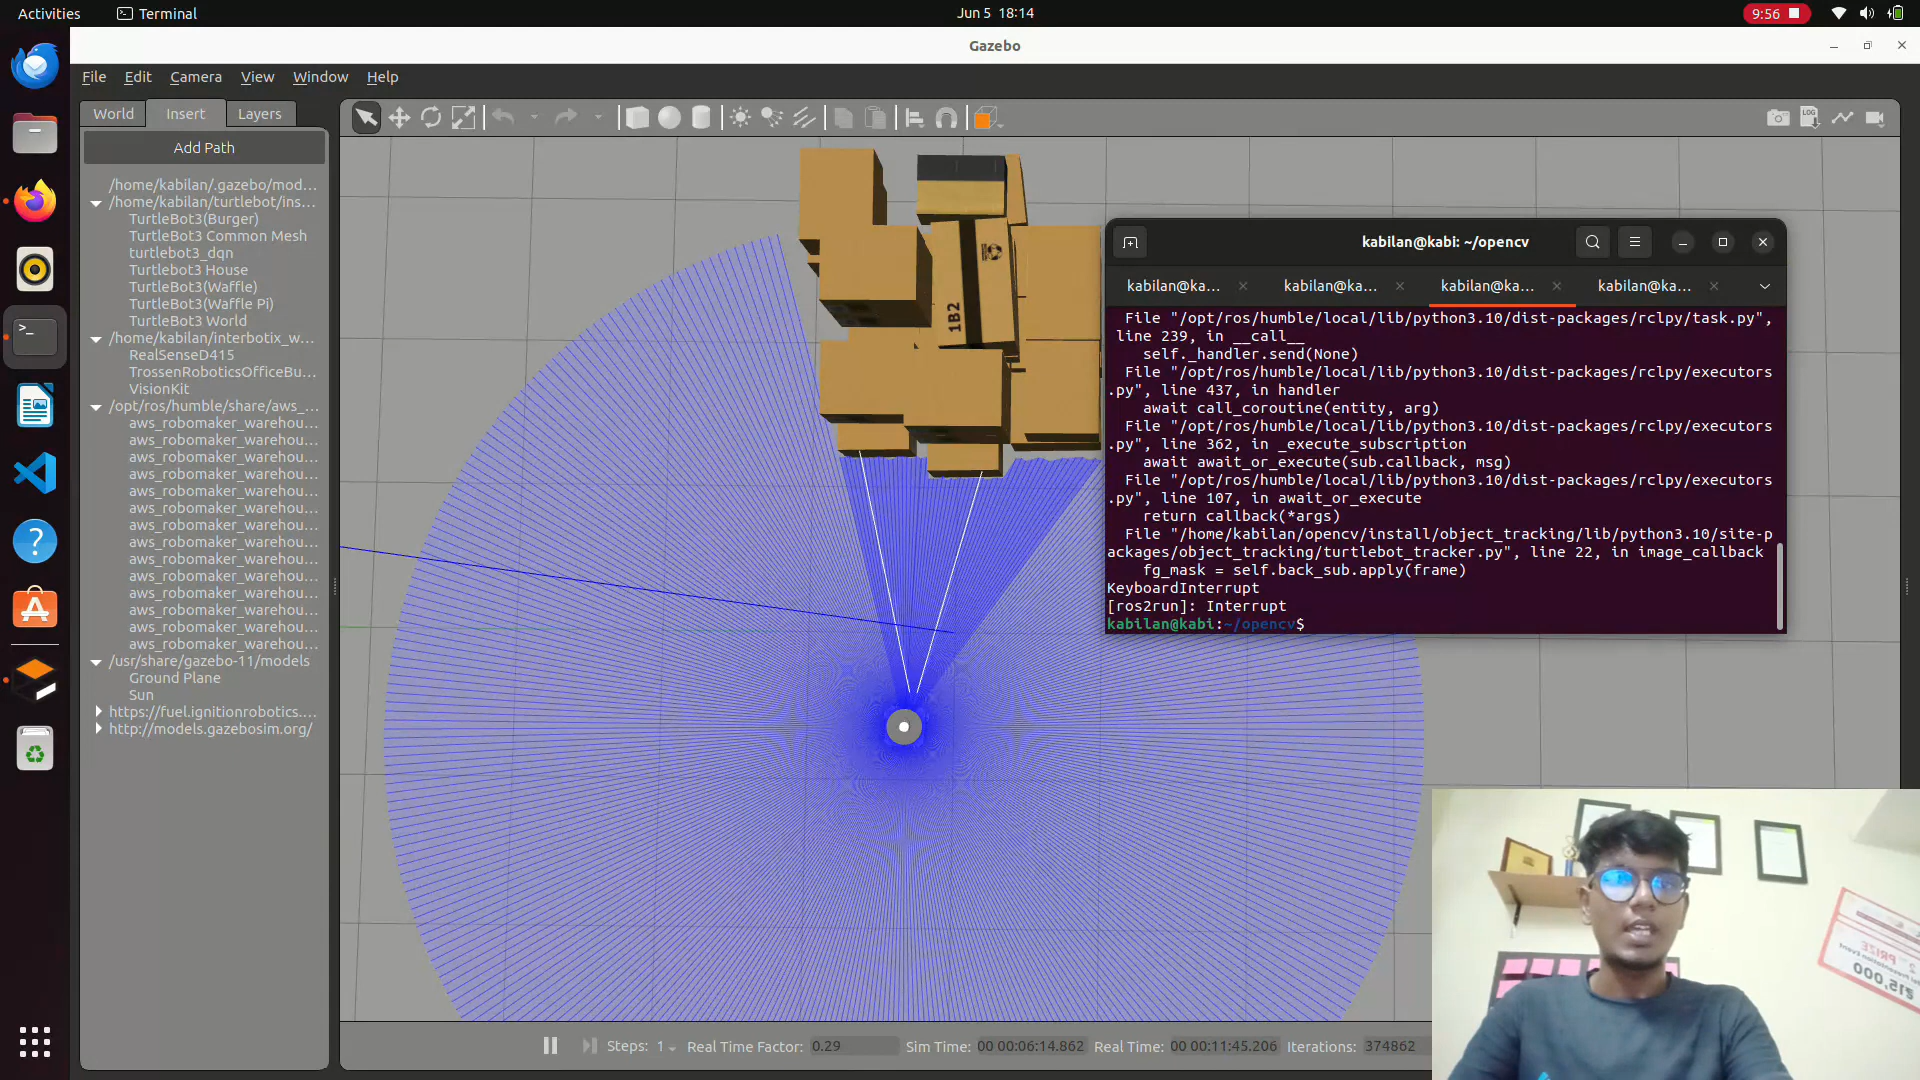 Activities
Terminal
Jun 5 18:14
9:56
Gazebo
File Edit Camera View Window Help
World Insert Layers
Add Path
/home/kabilan/.gazebo/mod...
/home/kabilan/turtlebot/ins...
TurtleBot3(Burger)
TurtleBot3 Common Mesh
turtlebot3_dqn
Turtlebot3 House
TurtleBot3(Waffle)
TurtleBot3(Waffle Pi)
TurtleBot3 World
/home/kabilan/interbotix_w...
RealSenseD415
TrossenRoboticsOfficeBu...
VisionKit
/opt/ros/humble/share/aws_...
aws_robomaker_warehou...
aws_robomaker_warehou...
aws_robomaker_warehou...
aws_robomaker_warehou...
aws_robomaker_warehou...
aws_robomaker_warehou...
aws_robomaker_warehou...
aws_robomaker_warehou...
aws_robomaker_warehou...
aws_robomaker_warehou...
aws_robomaker_warehou...
aws_robomaker_warehou...
aws_robomaker_warehou...
aws_robomaker_warehou...
/usr/share/gazebo-11/models
Ground Plane
Sun
https://fuel.ignitionrobotics....
http://models.gazebosim.org/
LOG
1B2
kabilan@kabi: ~/opencv
kabilan@ka... kabilan@ka... kabilan@ka... kabilan@ka...
File "/opt/ros/humble/local/lib/python3.10/dist-packages/rclpy/task.py",
line 239, in __call__
self._handler.send(None)
File "/opt/ros/humble/local/lib/python3.10/dist-packages/rclpy/executors
.py", line 437, in handler
await call_coroutine(entity, arg)
File "/opt/ros/humble/local/lib/python3.10/dist-packages/rclpy/executors
.py", line 362, in _execute_subscription
await await_or_execute(sub.callback, msg)
File "/opt/ros/humble/local/lib/python3.10/dist-packages/rclpy/executors
.py", line 107, in await_or_execute
return callback(*args)
File "/home/kabilan/opencv/install/object_tracking/lib/python3.10/site-p
ackages/object_tracking/turtlebot_tracker.py", line 22, in image_callback
fg_mask = self.back_sub.apply(frame)
KeyboardInterrupt
[ros2run]: Interrupt
kabilan@kabi:~/opencv$
PRIZE
₹15,000
Steps: 1 Real Time Factor: 0.29 Sim Time: 00 00:06:14.862 Real Time: 00 00:11:45.206 Iterations: 374862